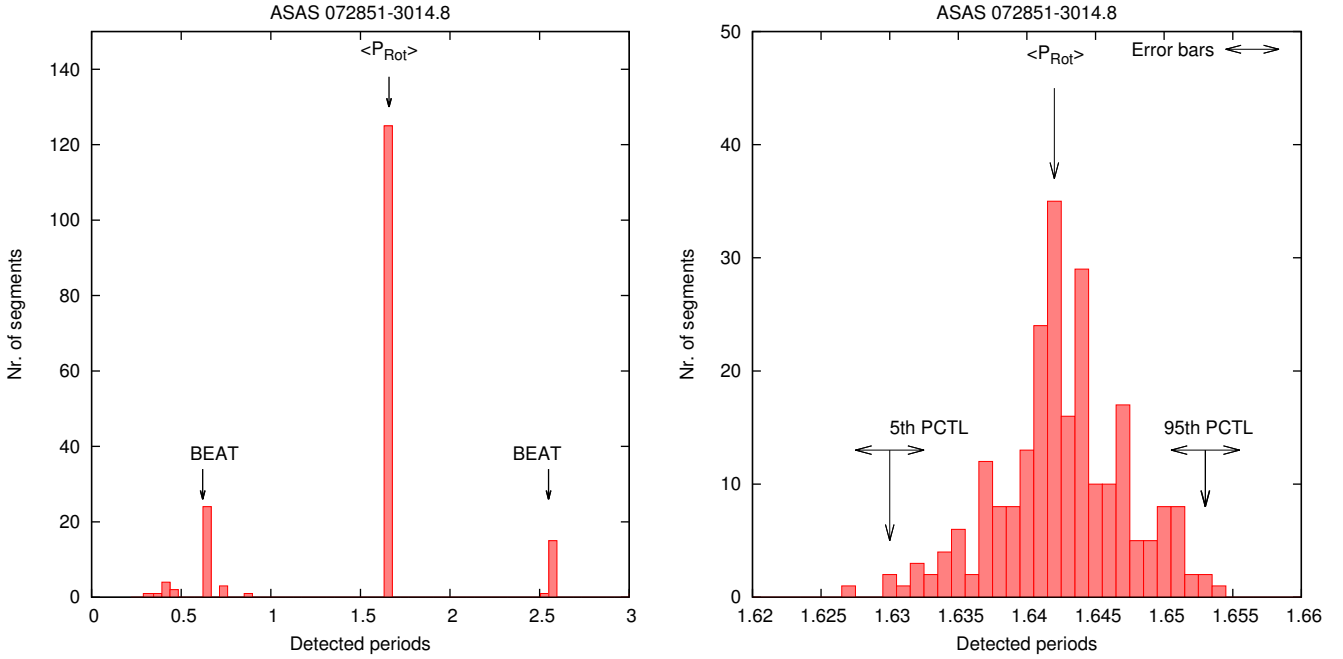 ASAS 072851-3014.8
<P_Rot>
BEAT
BEAT
Nr. of segments
0
20
40
60
80
100
120
140
0
0.5
1
1.5
2
2.5
3
Detected periods
ASAS 072851-3014.8
<P_Rot>
Error bars
5th PCTL
95th PCTL
Nr. of segments
0
10
20
30
40
50
1.62
1.625
1.63
1.635
1.64
1.645
1.65
1.655
1.66
Detected periods